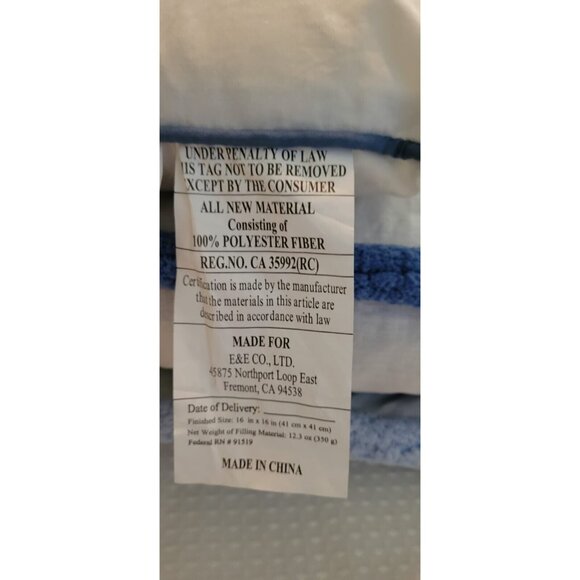 UNDER PENALTY OF LAW
IS TAG NOT TO BE REMOVED
XCEPT BY THE CONSUMER
ALL NEW MATERIAL
Consisting of
100% POLYESTER FIBER
REG.NO. CA 35992(RC)
Certification is made by the manufacturer
that the materials in this article are
described in accordance with law
MADE FOR
E&E CO., LTD.
45875 Northport Loop East
Fremont, CA 94538
Date of Delivery:
Finished Size: 16 in x 16 in (41 cm x 41 cm)
Net Weight of Filling Material: 12.3 oz (350 g)
Federal RN # 91519
MADE IN CHINA